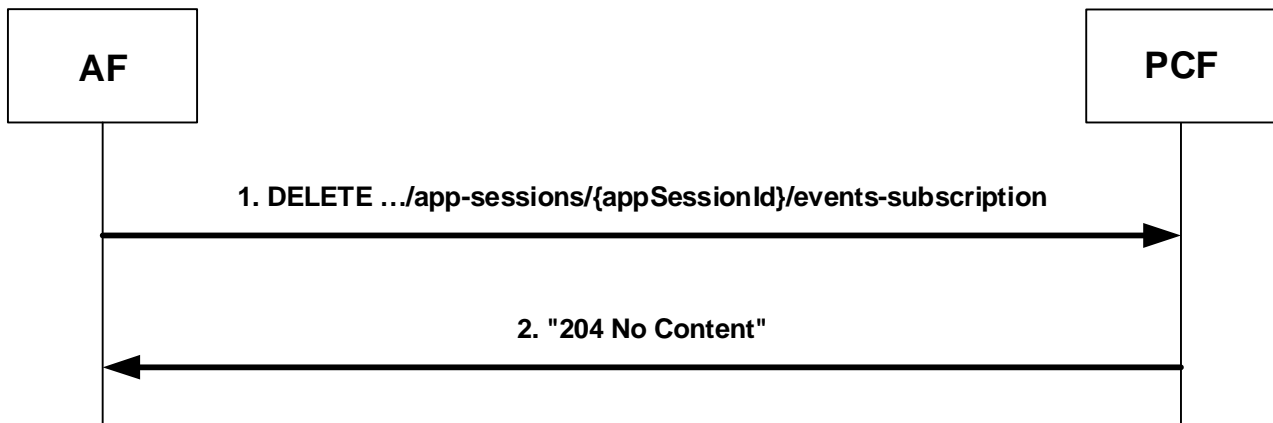 AF
PCF
1. DELETE …/app-sessions/{appSessionId}/events-subscription
2. "204 No Content"